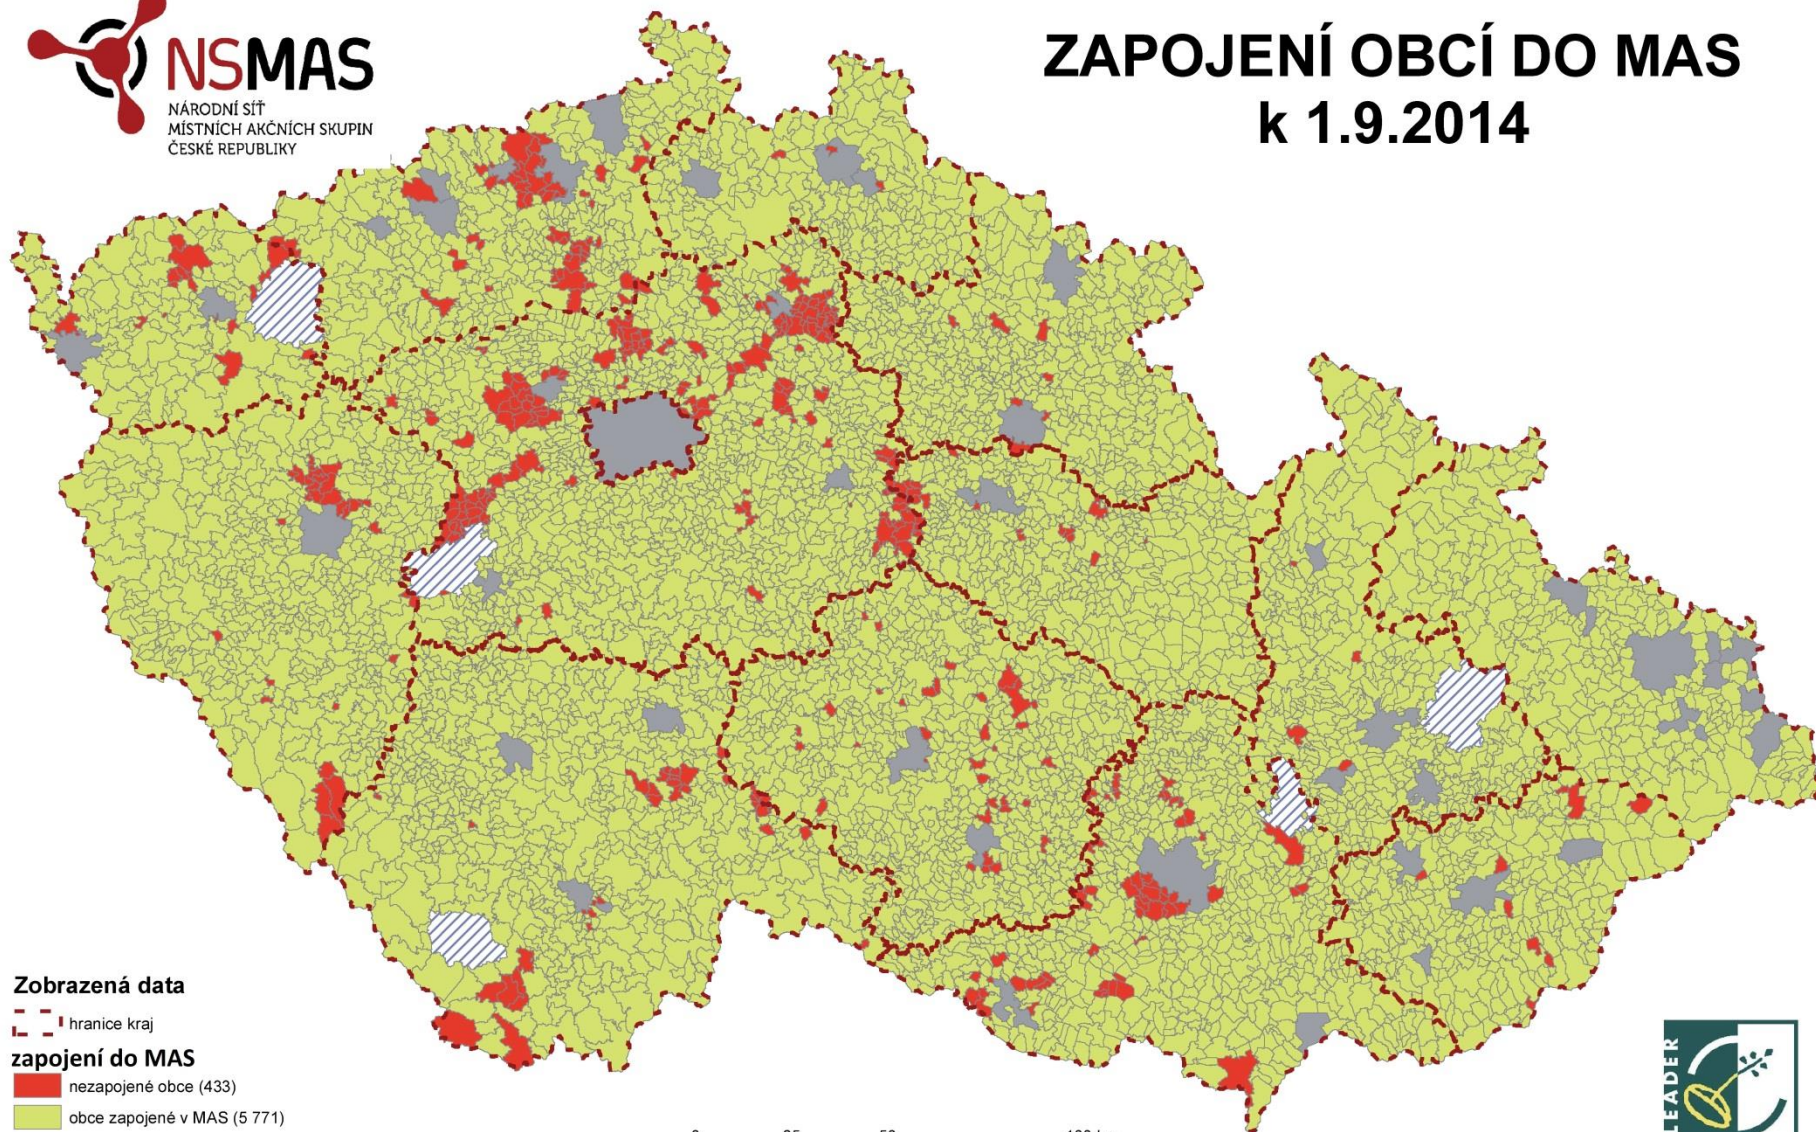 NSMAS
NÁRODNÍ SÍŤ
MÍSTNÍCH AKČNÍCH SKUPIN
ČESKÉ REPUBLIKY
ZAPOJENÍ OBCÍ DO MAS
k 1.9.2014
Zobrazená data
hranice kraj
zapojení do MAS
nezapojené obce (433)
obce zapojené v MAS (5 771)
LEADER